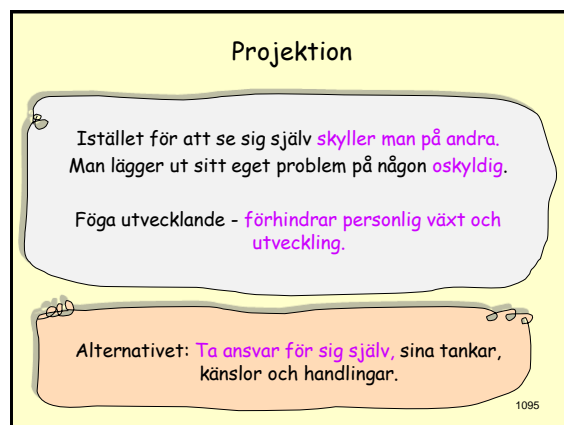 Projektion
Istället för att se sig själv skyller man på andra.
Man lägger ut sitt eget problem på någon oskyldig.
Föga utvecklande - förhindrar personlig växt och
utveckling.
Alternativet: Ta ansvar för sig själv, sina tankar,
känslor och handlingar.
1095